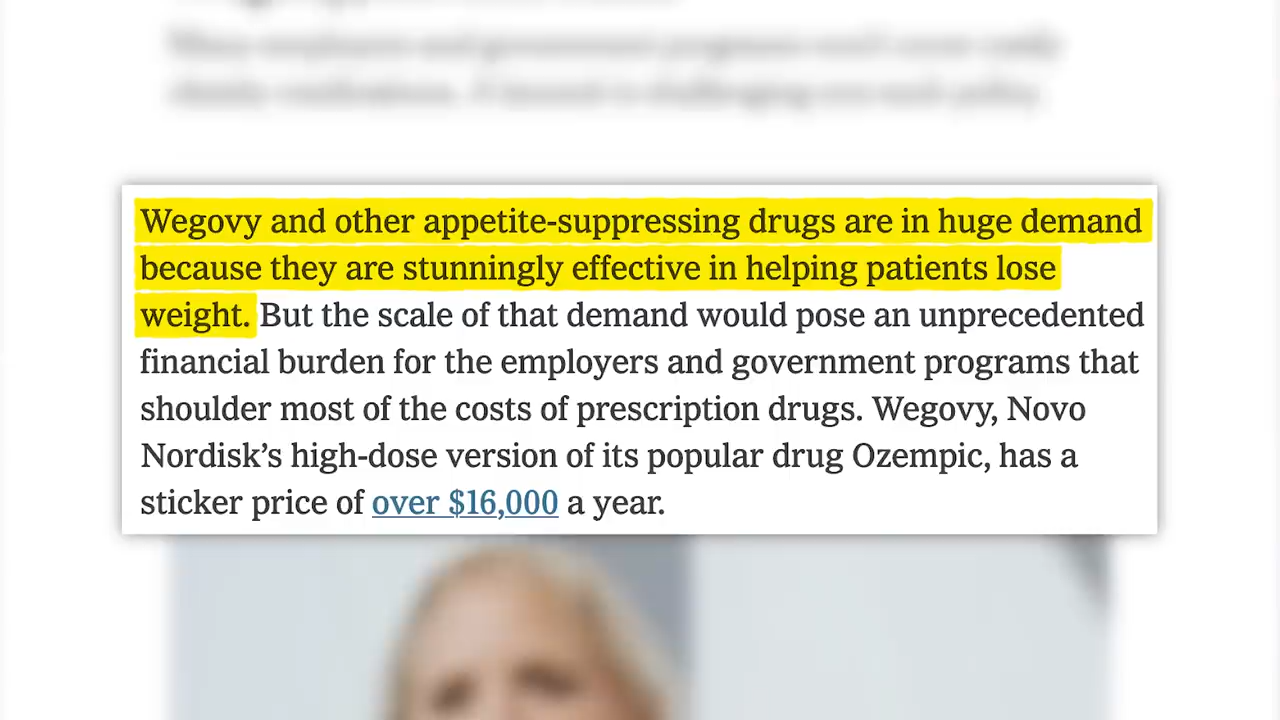 Wegovy and other appetite-suppressing drugs are in huge demand
because they are stunningly effective in helping patients lose
weight. But the scale of that demand would pose an unprecedented
financial burden for the employers and government programs that
shoulder most of the costs of prescription drugs. Wegovy, Novo
Nordisk’s high-dose version of its popular drug Ozempic, has a
sticker price of over $16,000 a year.